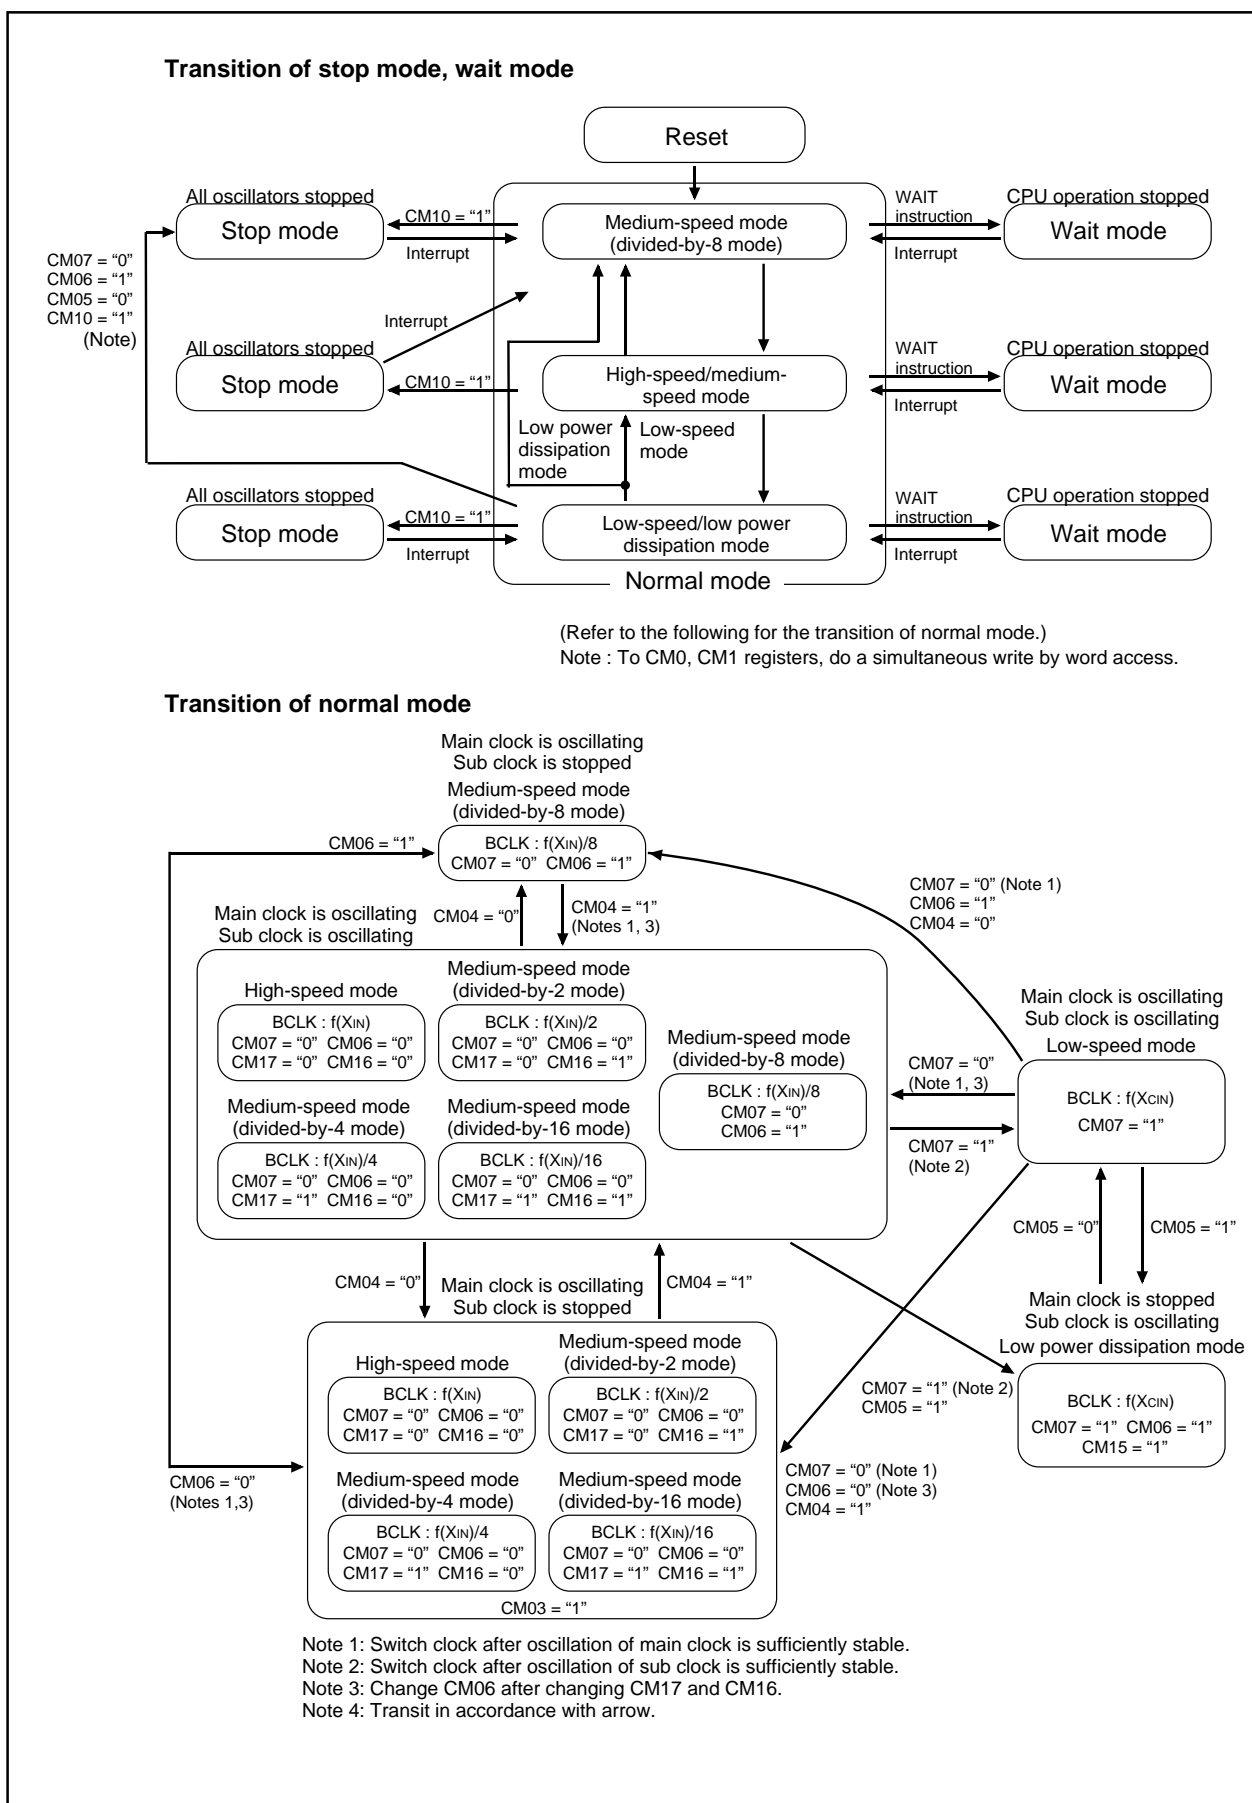 Transition of stop mode, wait mode
Reset
All oscillators stopped
Stop mode
CM10 = “1”
Interrupt
Medium-speed mode
(divided-by-8 mode)
WAIT
instruction
Interrupt
CPU operation stopped
Wait mode
CM07 = “0”
CM06 = “1”
CM05 = “0”
CM10 = “1”
(Note)
Interrupt
All oscillators stopped
Stop mode
CM10 = “1”
High-speed/medium-
speed mode
WAIT
instruction
Interrupt
CPU operation stopped
Wait mode
Low power
dissipation
mode
Low-speed
mode
All oscillators stopped
Stop mode
CM10 = “1”
Interrupt
Low-speed/low power
dissipation mode
WAIT
instruction
Interrupt
CPU operation stopped
Wait mode
Normal mode
(Refer to the following for the transition of normal mode.)
Note : To CM0, CM1 registers, do a simultaneous write by word access.
Transition of normal mode
Main clock is oscillating
Sub clock is stopped
Medium-speed mode
(divided-by-8 mode)
CM06 = “1”
BCLK : f(XIN)/8
CM07 = “0” CM06 = “1”
CM07 = “0” (Note 1)
CM06 = “1”
CM04 = “0”
Main clock is oscillating
Sub clock is oscillating
CM04 = “0”
CM04 = “1”
(Notes 1, 3)
High-speed mode
BCLK : f(XIN)
CM07 = “0” CM06 = “0”
CM17 = “0” CM16 = “0”
Medium-speed mode
(divided-by-2 mode)
BCLK : f(XIN)/2
CM07 = “0” CM06 = “0”
CM17 = “0” CM16 = “1”
Medium-speed mode
(divided-by-8 mode)
BCLK : f(XIN)/8
CM07 = “0”
CM06 = “1”
Medium-speed mode
(divided-by-4 mode)
BCLK : f(XIN)/4
CM07 = “0” CM06 = “0”
CM17 = “1” CM16 = “0”
Medium-speed mode
(divided-by-16 mode)
BCLK : f(XIN)/16
CM07 = “0” CM06 = “0”
CM17 = “1” CM16 = “1”
CM07 = “0”
(Note 1, 3)
CM07 = “1”
(Note 2)
Main clock is oscillating
Sub clock is oscillating
Low-speed mode
BCLK : f(XCIN)
CM07 = “1”
CM05 = “0”
CM05 = “1”
CM04 = “0”
Main clock is oscillating
Sub clock is stopped
CM04 = “1”
Main clock is stopped
Sub clock is oscillating
Low power dissipation mode
BCLK : f(XCIN)
CM07 = “1” CM06 = “1”
CM15 = “1”
CM07 = “1” (Note 2)
CM05 = “1”
High-speed mode
BCLK : f(XIN)
CM07 = “0” CM06 = “0”
CM17 = “0” CM16 = “0”
Medium-speed mode
(divided-by-2 mode)
BCLK : f(XIN)/2
CM07 = “0” CM06 = “0”
CM17 = “0” CM16 = “1”
CM06 = “0”
(Notes 1,3)
Medium-speed mode
(divided-by-4 mode)
BCLK : f(XIN)/4
CM07 = “0” CM06 = “0”
CM17 = “1” CM16 = “0”
Medium-speed mode
(divided-by-16 mode)
BCLK : f(XIN)/16
CM07 = “0” CM06 = “0”
CM17 = “1” CM16 = “1”
CM07 = “0” (Note 1)
CM06 = “0” (Note 3)
CM04 = “1”
CM03 = “1”
Note 1: Switch clock after oscillation of main clock is sufficiently stable.
Note 2: Switch clock after oscillation of sub clock is sufficiently stable.
Note 3: Change CM06 after changing CM17 and CM16.
Note 4: Transit in accordance with arrow.